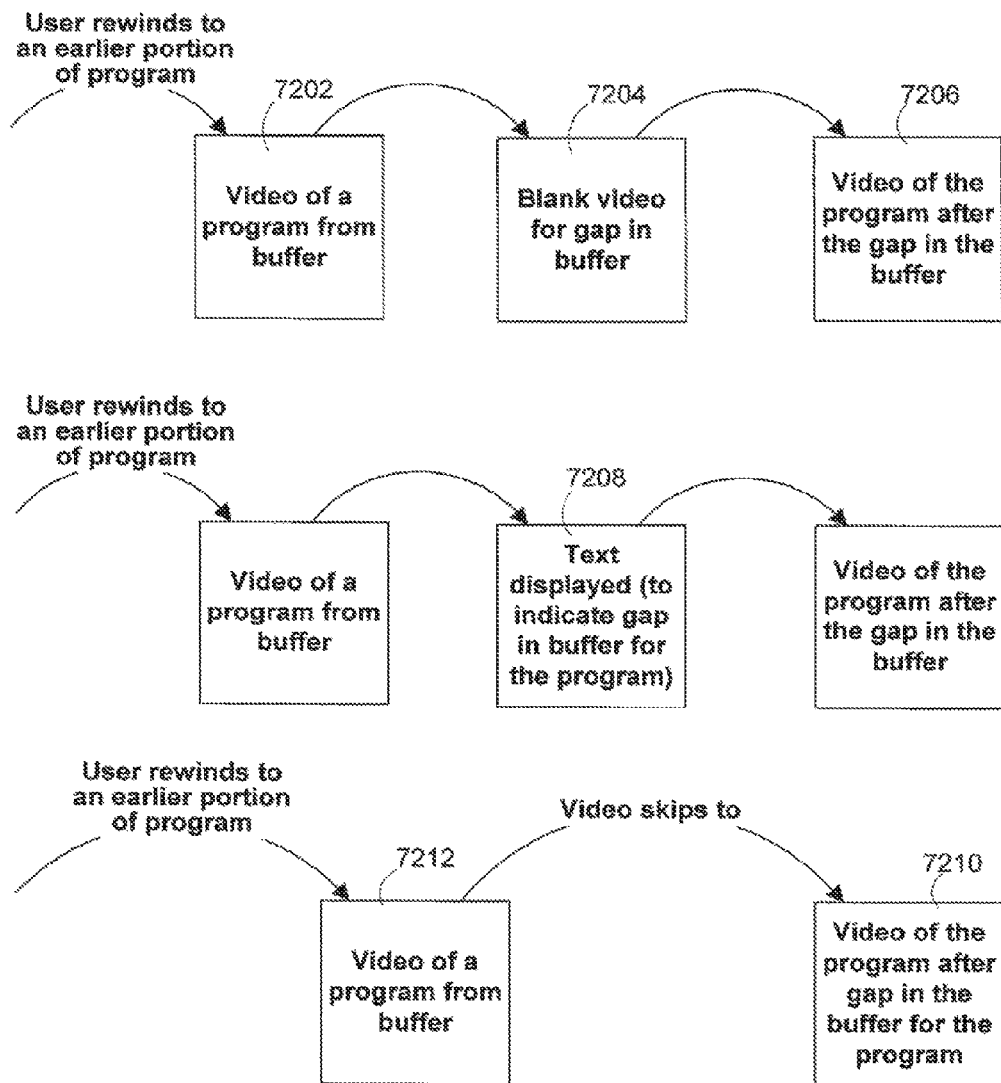 User rewinds to
an earlier portion
of program
7202
7204
7206
Video of a
program from
buffer
Blank video
for gap in
buffer
Video of the
program after
the gap in the
buffer
User rewinds to
an earlier portion
of program
7208
Video of a
program from
buffer
Text
displayed (to
indicate gap
in buffer for
the program)
Video of the
program after
the gap in the
buffer
User rewinds to
an earlier portion
of program
Video skips to
7212
7210
Video of a
program from
buffer
Video of the
program after
gap in the
buffer for the
program